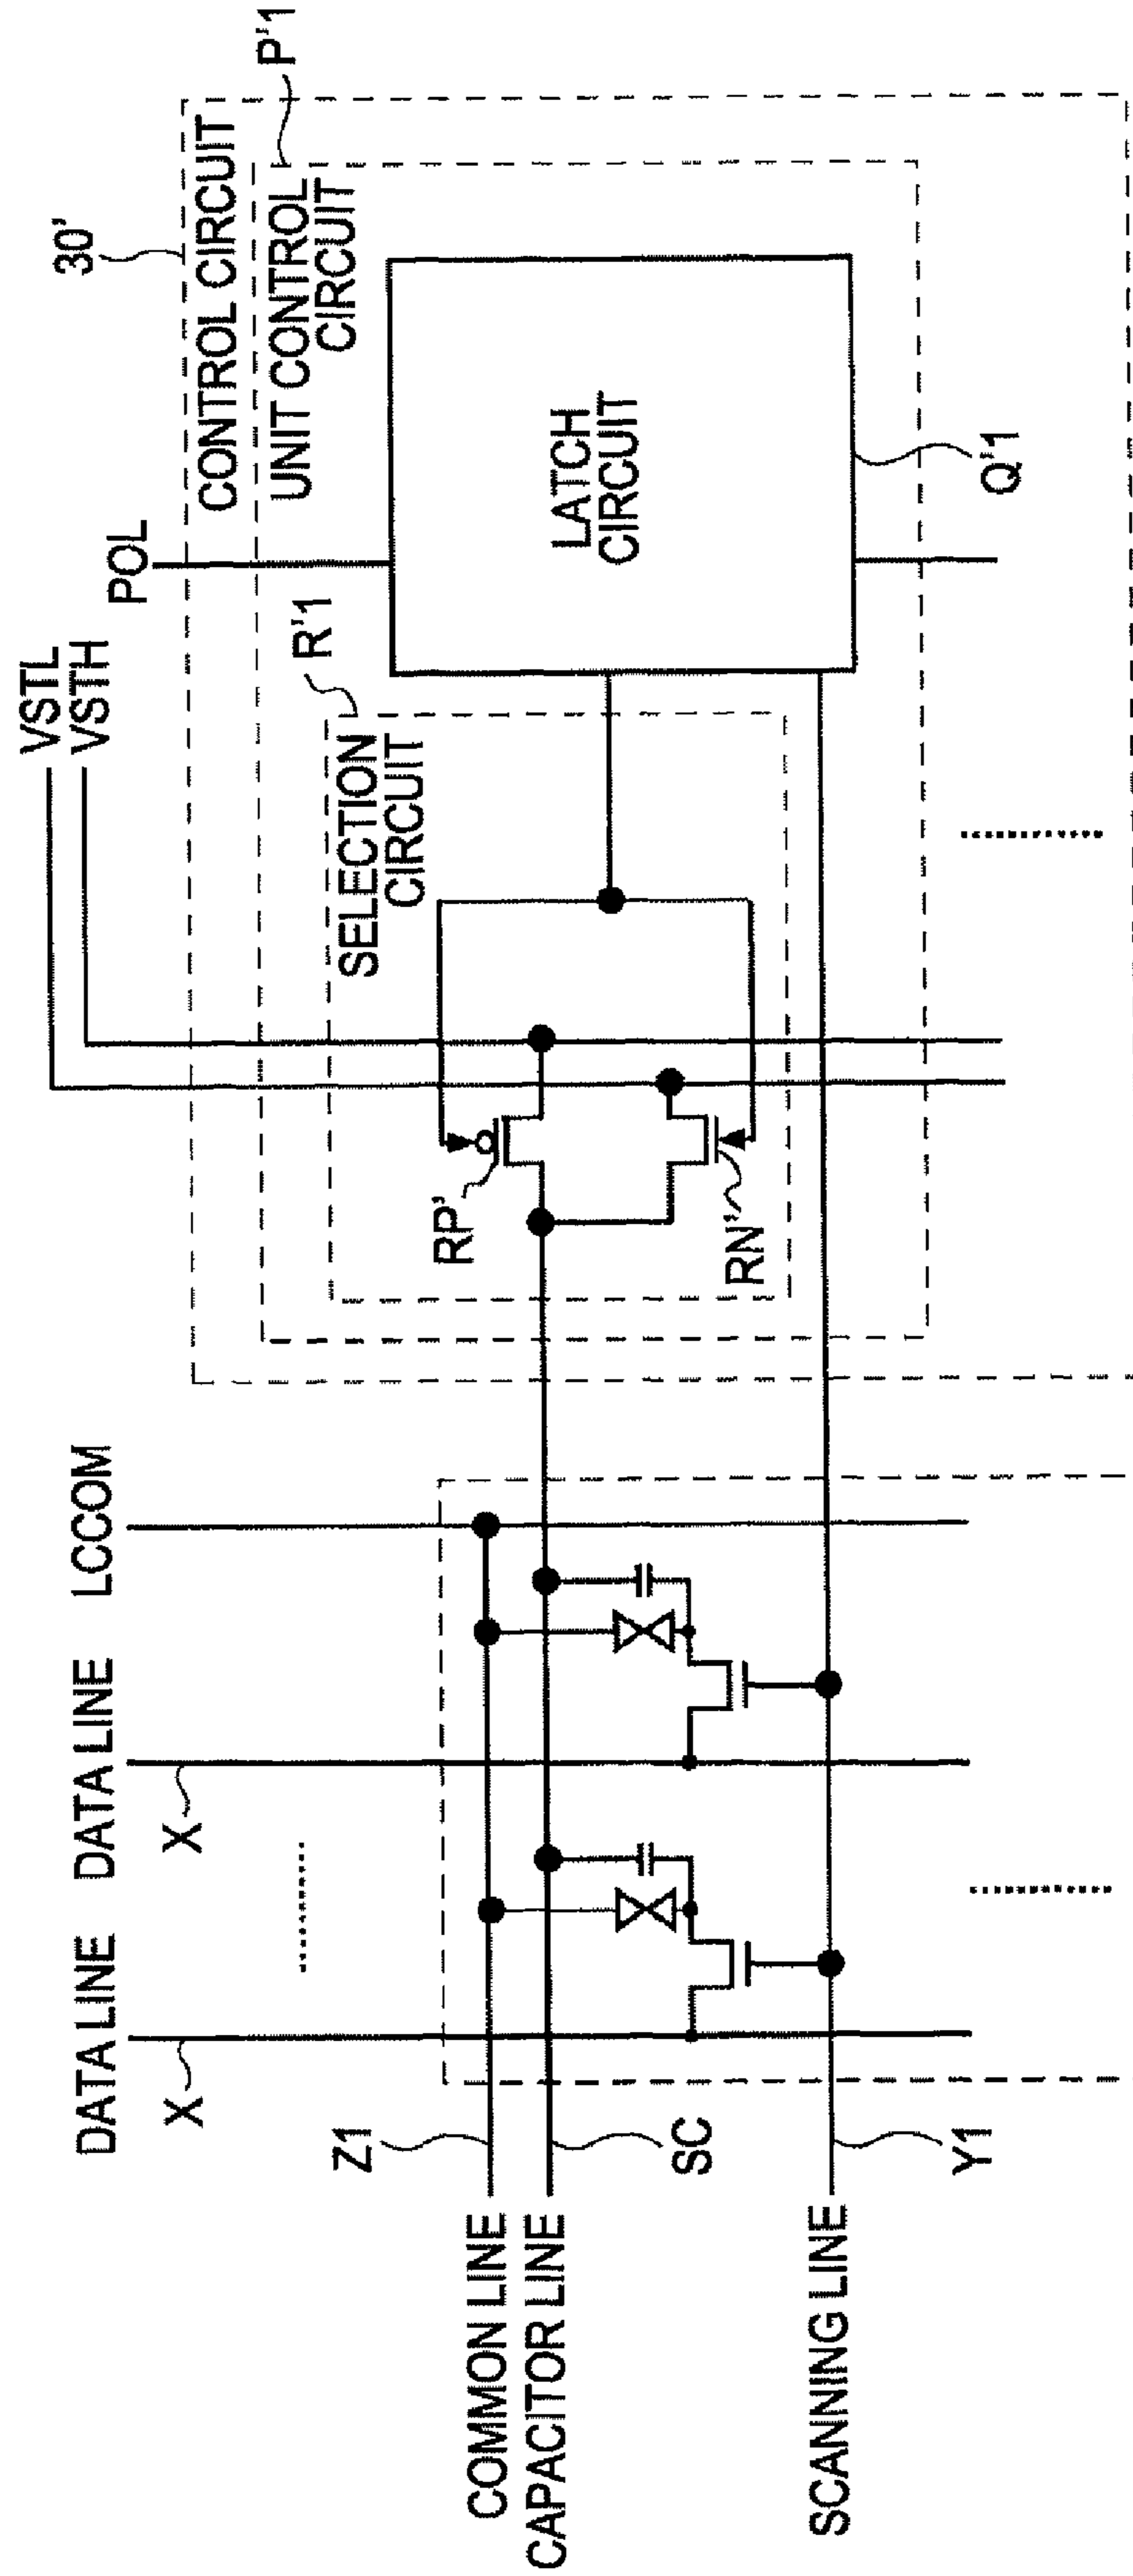 VSTL
VSTH
POL
30'
P'1
CONTROL CIRCUIT
UNIT CONTROL
CIRCUIT
R'1
SELECTION
CIRCUIT
LATCH
CIRCUIT
Q'1
RP'
RN'
DATA LINE
DATA LINE
LCCOM
X
X
COMMON LINE
Z1
CAPACITOR LINE
SC
SCANNING LINE
Y1